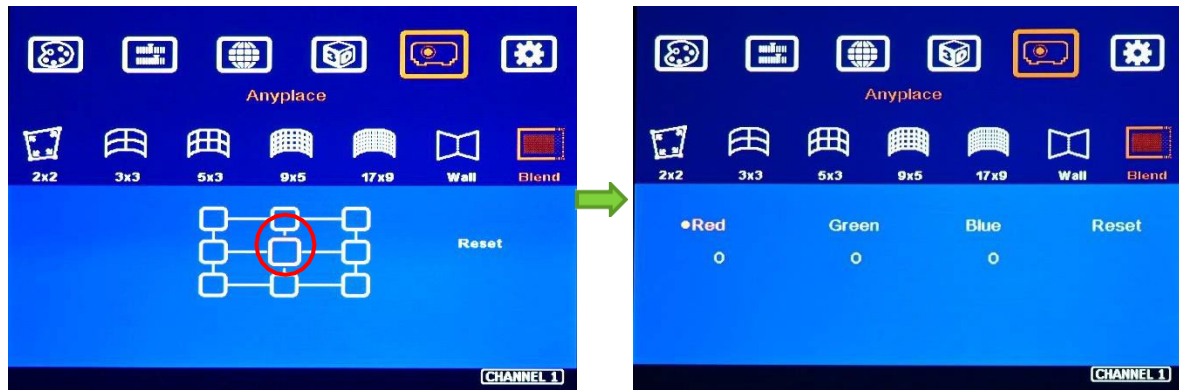 Anyplace
2x2 3x3 5x3 9x5 17x9 Wall Blend
Reset
CHANNEL 1
3D
Anyplace
2x2 3x3 5x3 9x5 17x9 Wall Blend
•Red Green Blue Reset
0 0 0
CHANNEL 1